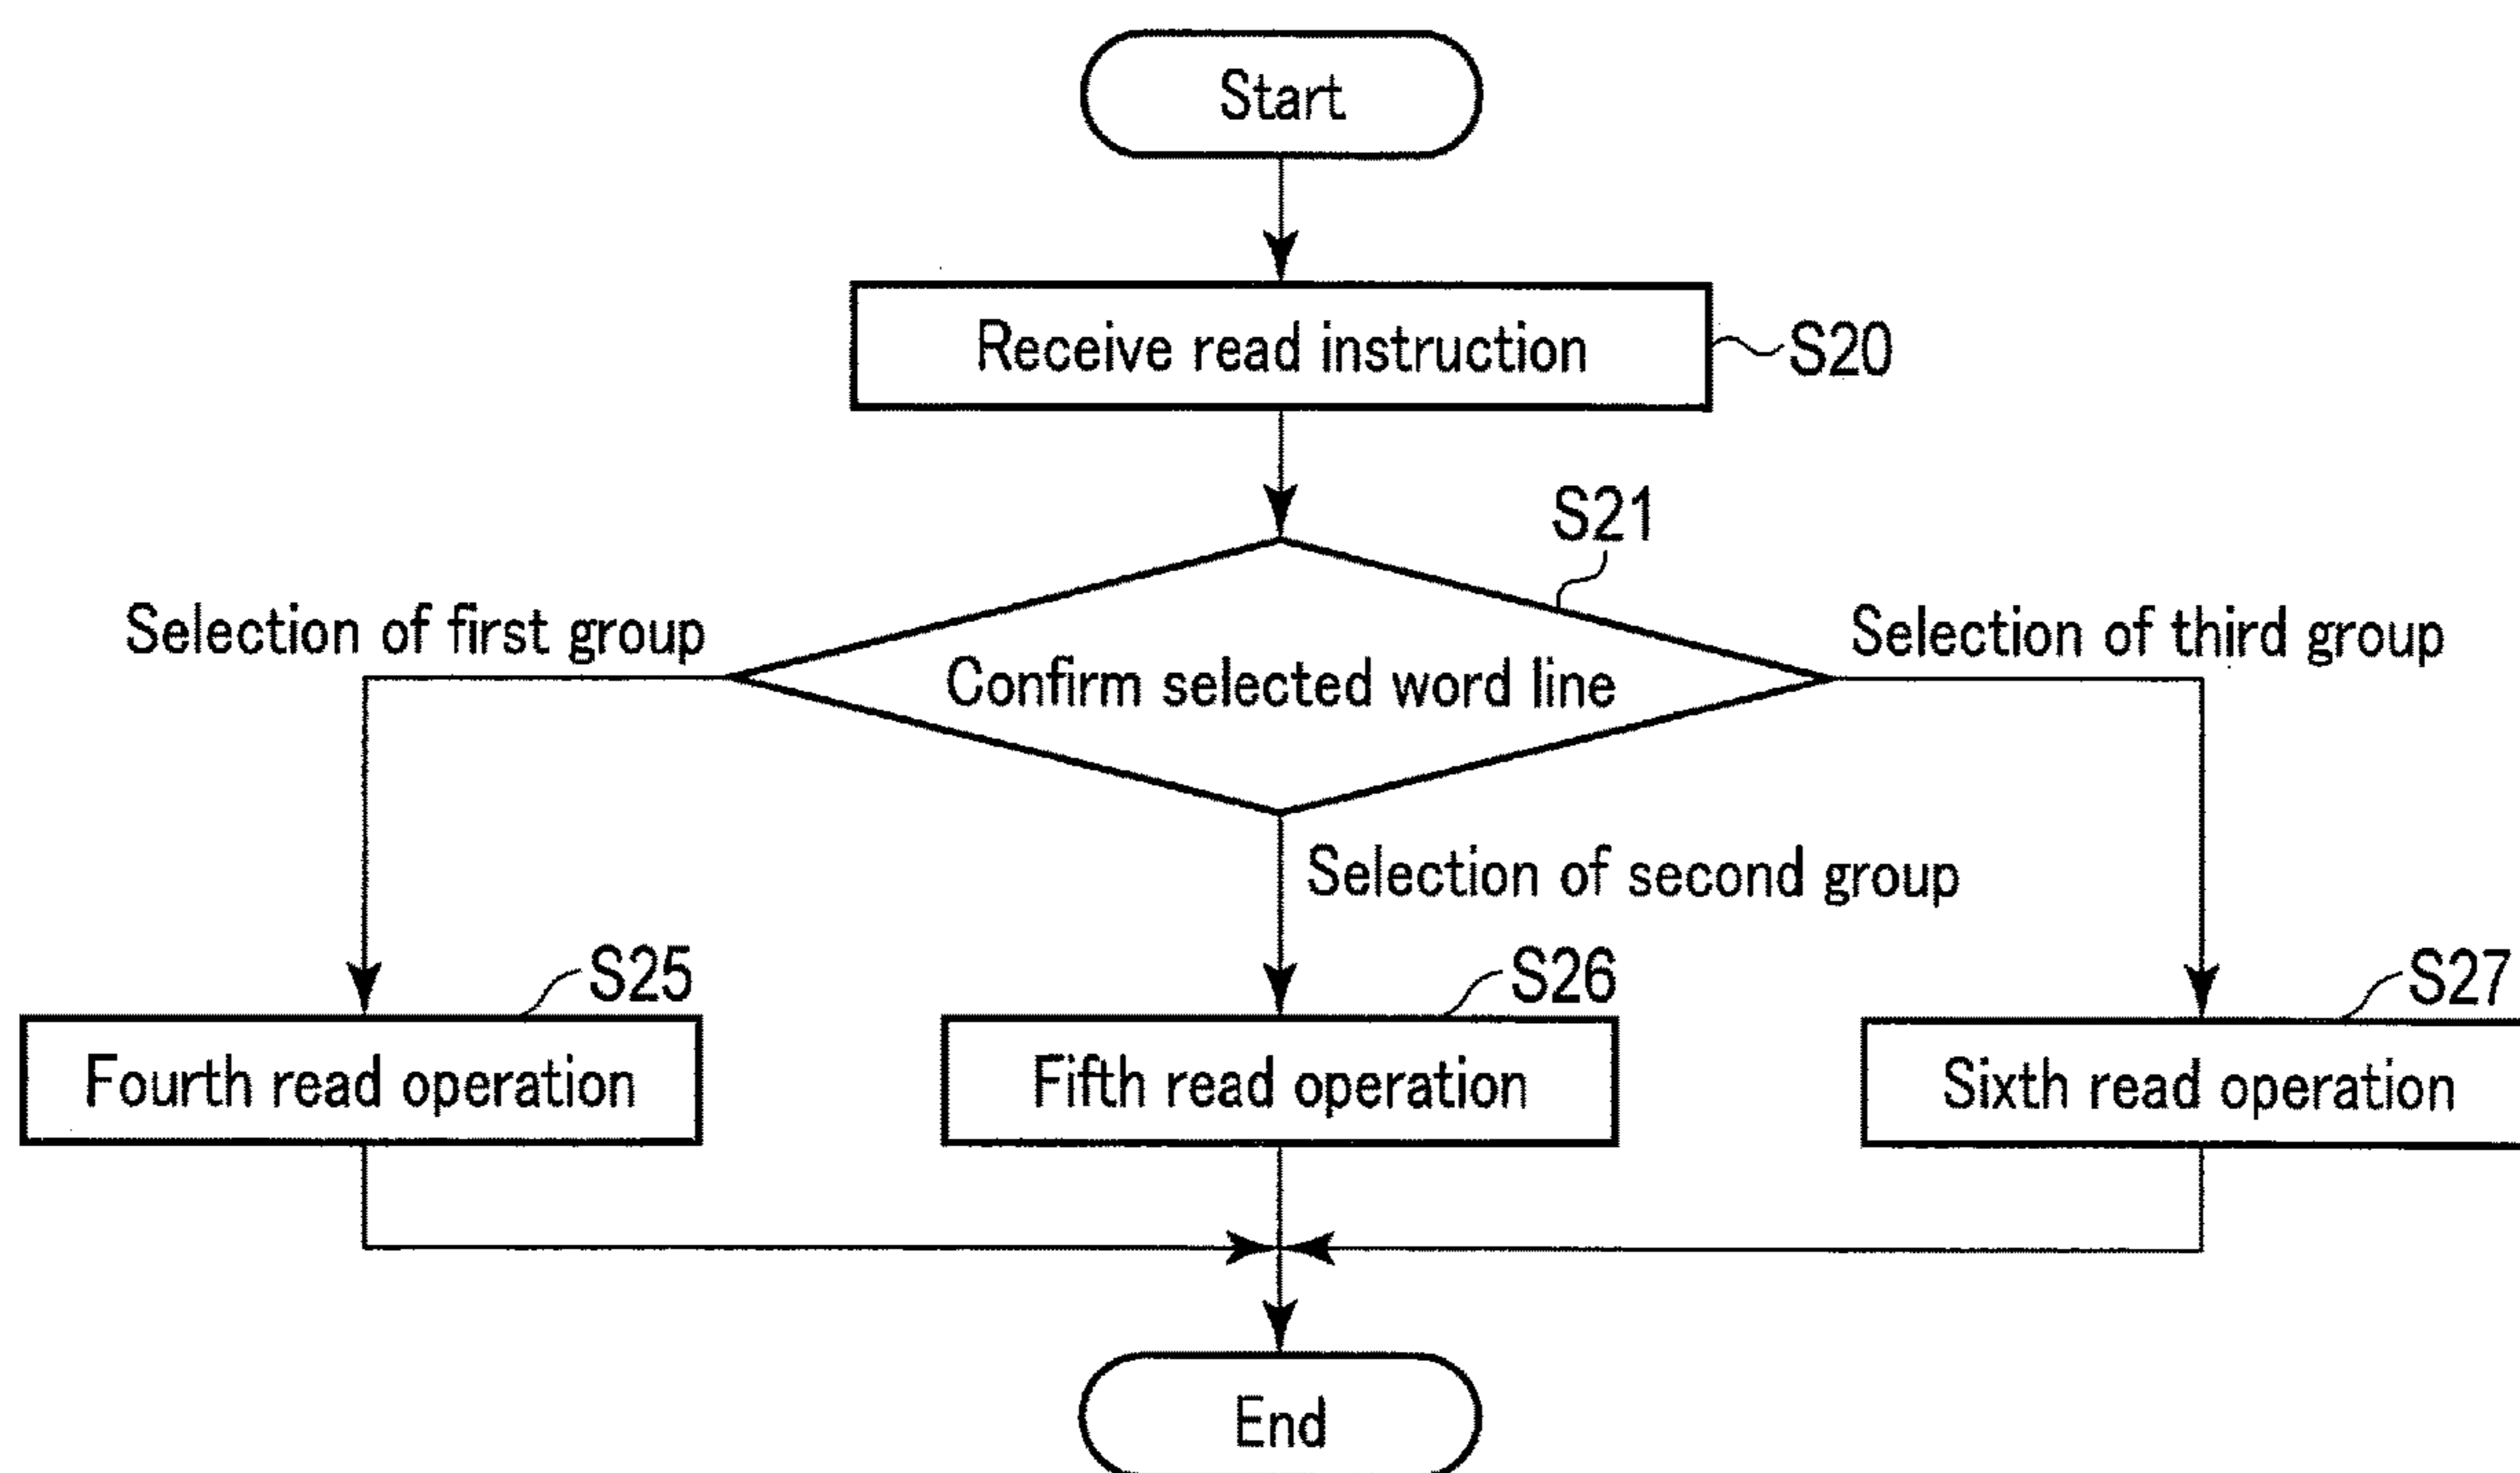 Start
Receive read instruction
S20
S21
Selection of first group
Confirm selected word line
Selection of third group
Selection of second group
S25
S26
S27
Fourth read operation
Fifth read operation
Sixth read operation
End